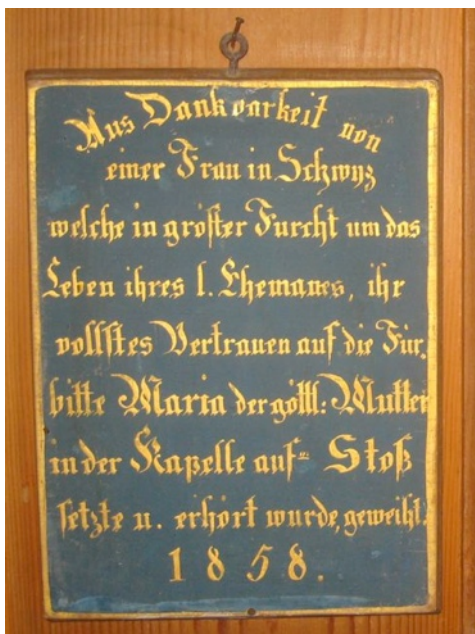 Aus Dankbarkeit von
einer Frau in Schwyz
welche in größter Furcht um das
Leben ihres l. Ehemanes, ihr
vollstes Vertrauen auf die Für,
bitte Maria der göttl: Mutter
in der Kapelle auf Stoß
setzte u. erhört wurde, geweiht.
1858.